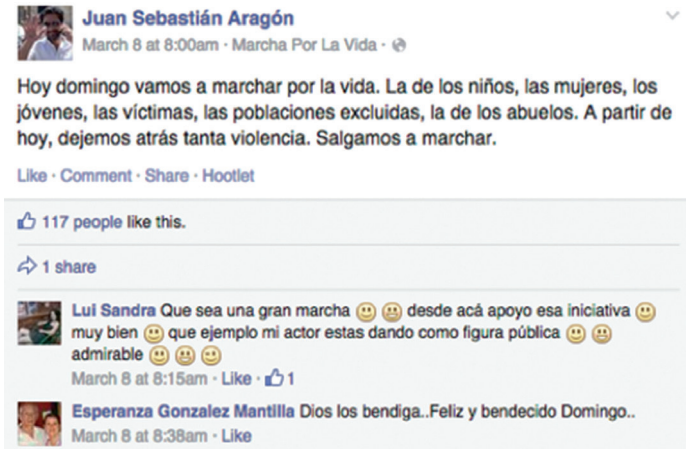 Juan Sebastián Aragón
March 8 at 8:00am · Marcha Por La Vida ·
Hoy domingo vamos a marchar por la vida. La de los niños, las mujeres, los
jóvenes, las víctimas, las poblaciones excluidas, la de los abuelos. A partir de
hoy, dejemos atrás tanta violencia. Salgamos a marchar.
Like · Comment · Share · Hootlet
117 people like this.
1 share
Lui Sandra Que sea una gran marcha 🙂 😀 desde acá apoyo esa iniciativa 🙂
muy bien 🙂 que ejemplo mi actor estas dando como figura pública 🙂 😀
admirable 🙂 😀 😉
March 8 at 8:15am · Like · 1
Esperanza Gonzalez Mantilla Dios los bendiga..Feliz y bendecido Domingo..
March 8 at 8:38am · Like